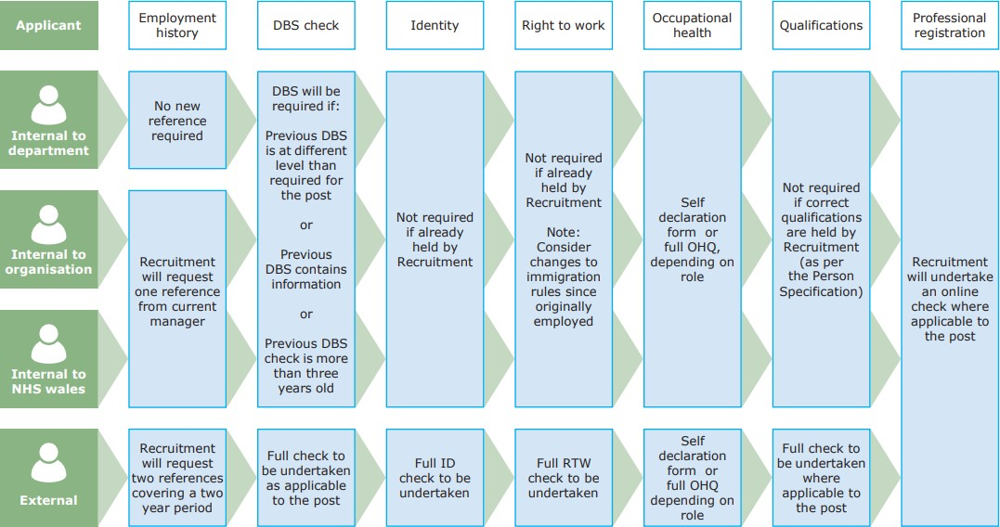 Applicant
Employment
history
DBS check
Identity
Right to work
Occupational
health
Qualifications
Professional
registration
Internal to
department
No new
reference
required
DBS will be
required if:
Previous DBS
is at different
level than
required for
the post
or
Previous
DBS contains
information
or
Previous DBS
check is more
than three
years old
Not required
if already
held by
Recruitment
Not required
if already
held by
Recruitment
Note:
Consider
changes to
immigration
rules since
originally
employed
Self
declaration
form or
full OHQ,
depending on
role
Not required
if correct
qualifications
are held by
Recruitment
(as per
the Person
Specification)
Recruitment
will undertake
an online
check where
applicable to
the post
Internal to
organisation
Recruitment
will request
one reference
from current
manager
Internal to
NHS wales
External
Recruitment
will request
two references
covering a two
year period
Full check to
be undertaken
as applicable
to the post
Full ID
check to be
undertaken
Full RTW
check to be
undertaken
Self
declaration
form or
full OHQ
depending on
role
Full check to
be undertaken
where
applicable to
the post